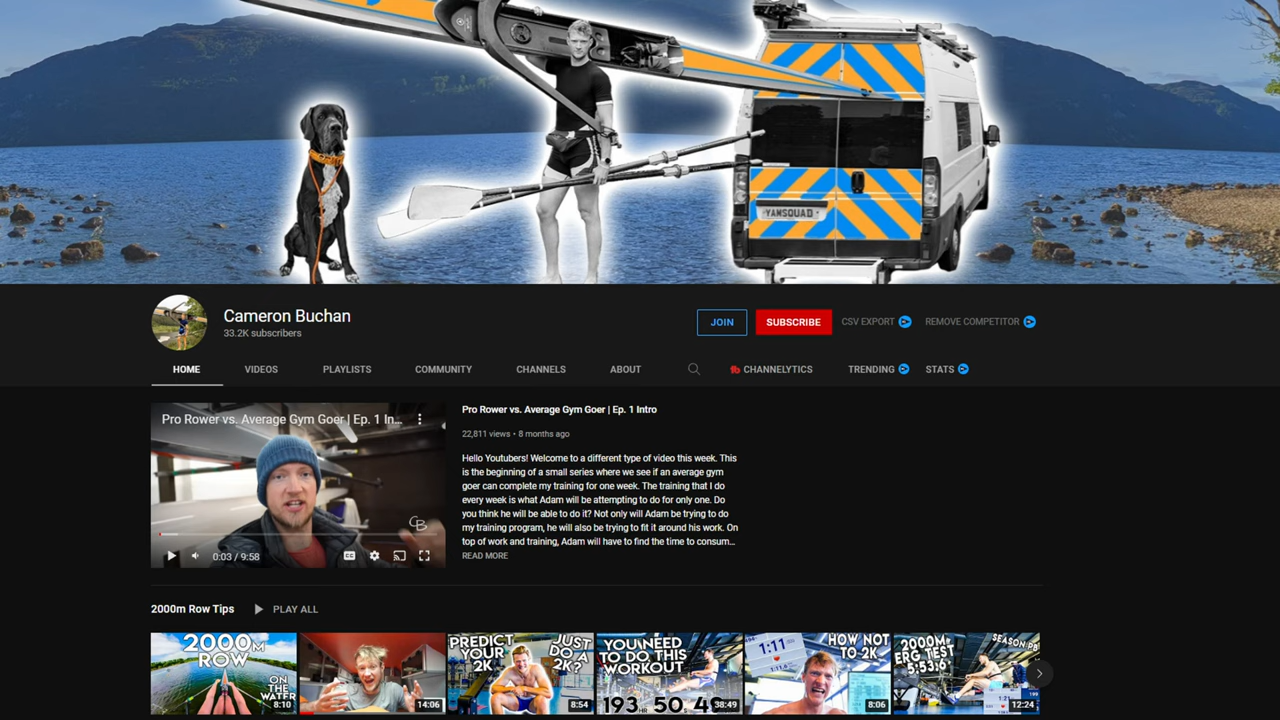 YANSQUAD
Cameron Buchan
33.2K subscribers
JOIN
SUBSCRIBE
CSV EXPORT
REMOVE COMPETITOR
HOME
VIDEOS
PLAYLISTS
COMMUNITY
CHANNELS
ABOUT
CHANNELYTICS
TRENDING
STATS
Pro Rower vs. Average Gym Goer | Ep. 1 In...
CB
0:03 / 9:58
CC
Pro Rower vs. Average Gym Goer | Ep. 1 Intro
22,811 views • 8 months ago
Hello Youtubers! Welcome to a different type of video this week. This
is the beginning of a small series where we see if an average gym
goer can complete my training for one week. The training that I do
every week is what Adam will be attempting to do for only one. Do
you think he will be able to do it? Not only will Adam be trying to do
my training program, he will also be trying to fit it around his work. On
top of work and training, Adam will have to find the time to consum...
READ MORE
2000m Row Tips
PLAY ALL
2000M
ROW
ON
THE
WATER
8:10
14:06
PREDICT
YOUR
2K
JUST
DO A
2K?
8:54
YOU NEED
TO DO THIS
WORKOUT
193 HR 50
38:49
1:11
HOW NOT
TO 2K
8:06
2000M
ERG TEST
5:53.6
SEASON PB
12:24